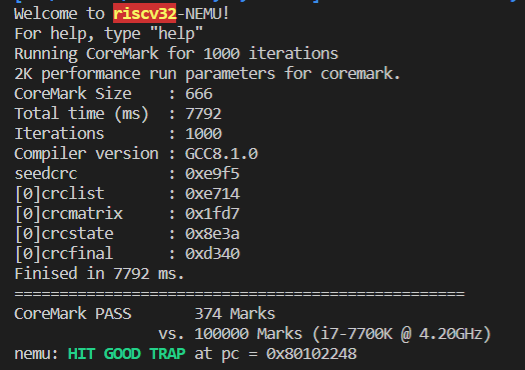 Welcome to riscv32-NEMU!
For help, type "help"
Running CoreMark for 1000 iterations
2K performance run parameters for coremark.
CoreMark Size    : 666
Total time (ms)  : 7792
Iterations       : 1000
Compiler version : GCC8.1.0
seedcrc          : 0xe9f5
[0]crclist       : 0xe714
[0]crcmatrix     : 0x1fd7
[0]crcstate      : 0x8e3a
[0]crcfinal      : 0xd340
Finised in 7792 ms.
==================================================
CoreMark PASS       374 Marks
                vs. 100000 Marks (i7-7700K @ 4.20GHz)
nemu: HIT GOOD TRAP at pc = 0x80102248